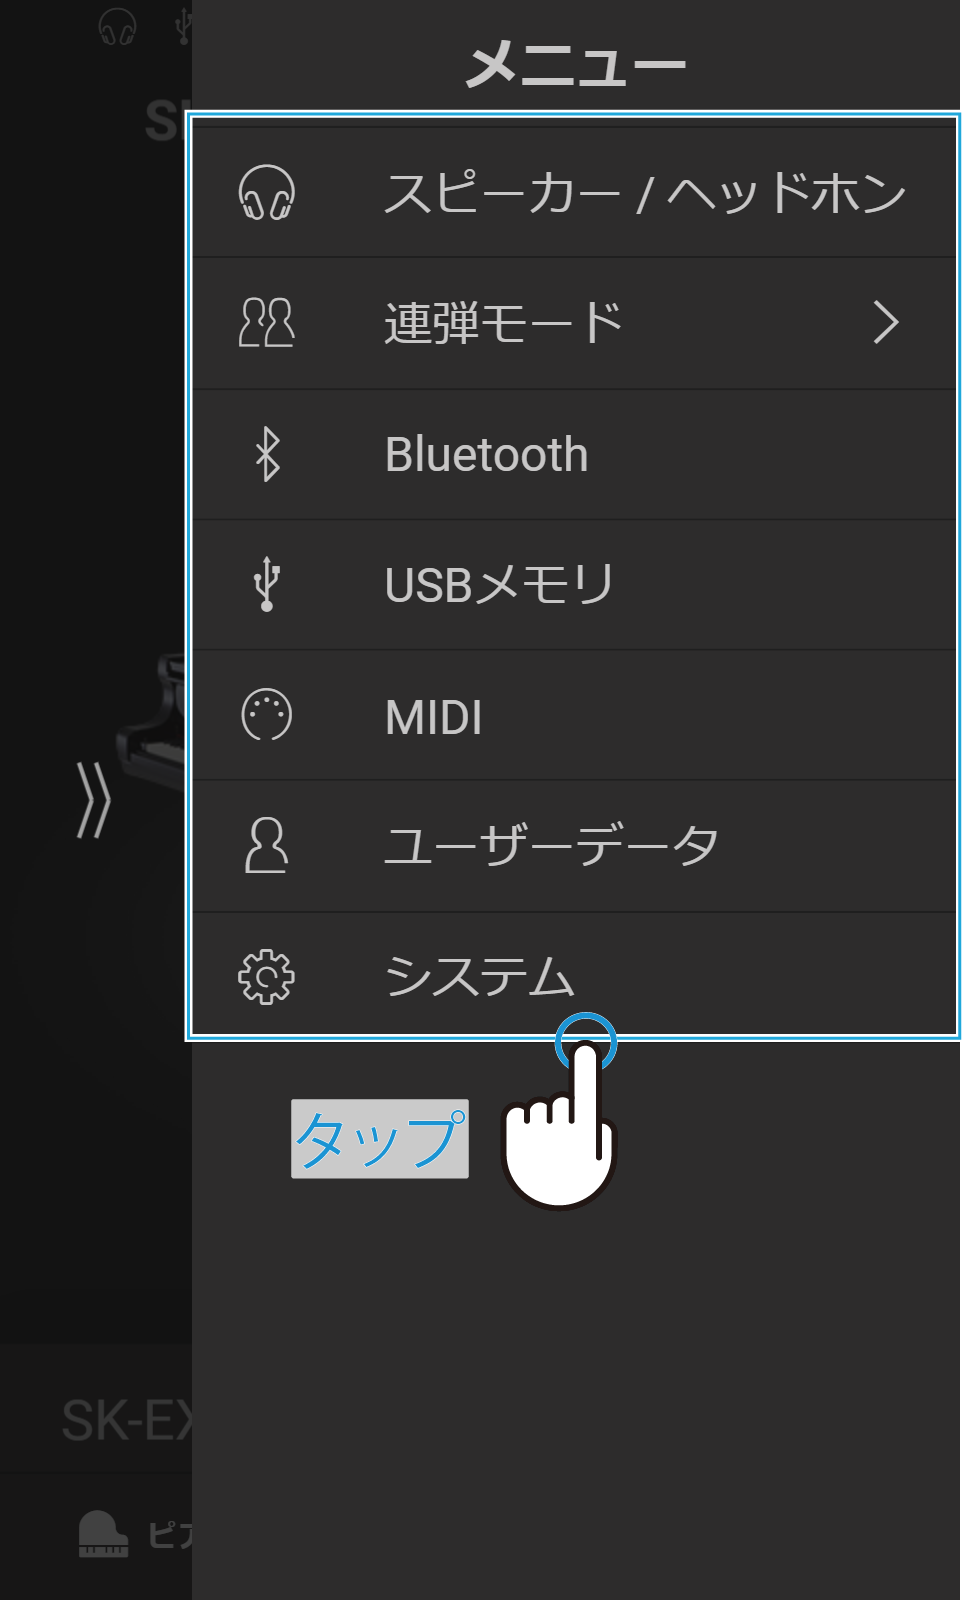 メニュー
スピーカー / ヘッドホン
連弾モード
Bluetooth
USBメモリ
MIDI
ユーザーデータ
システム
タップ
SK-EX